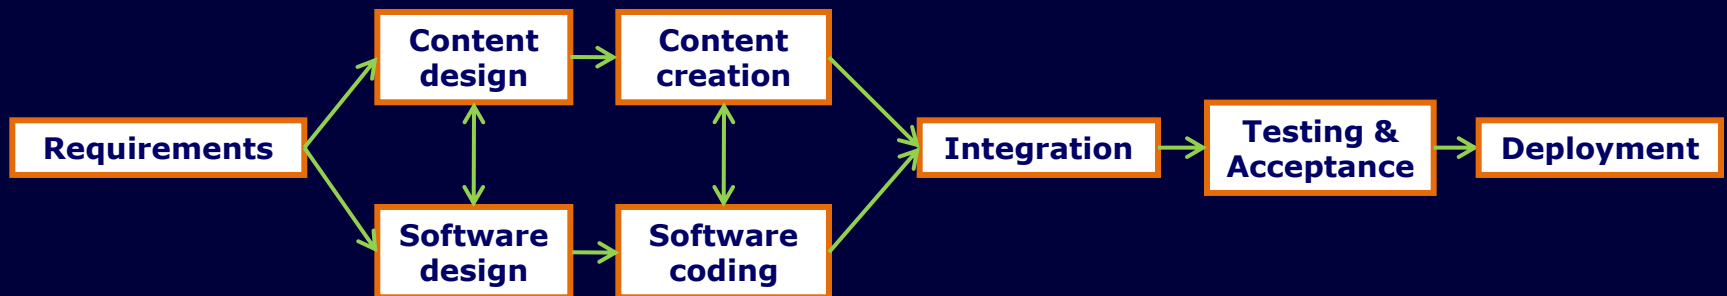 Requirements
Content
design
Content
creation
Software
design
Software
coding
Integration
Testing &
Acceptance
Deployment